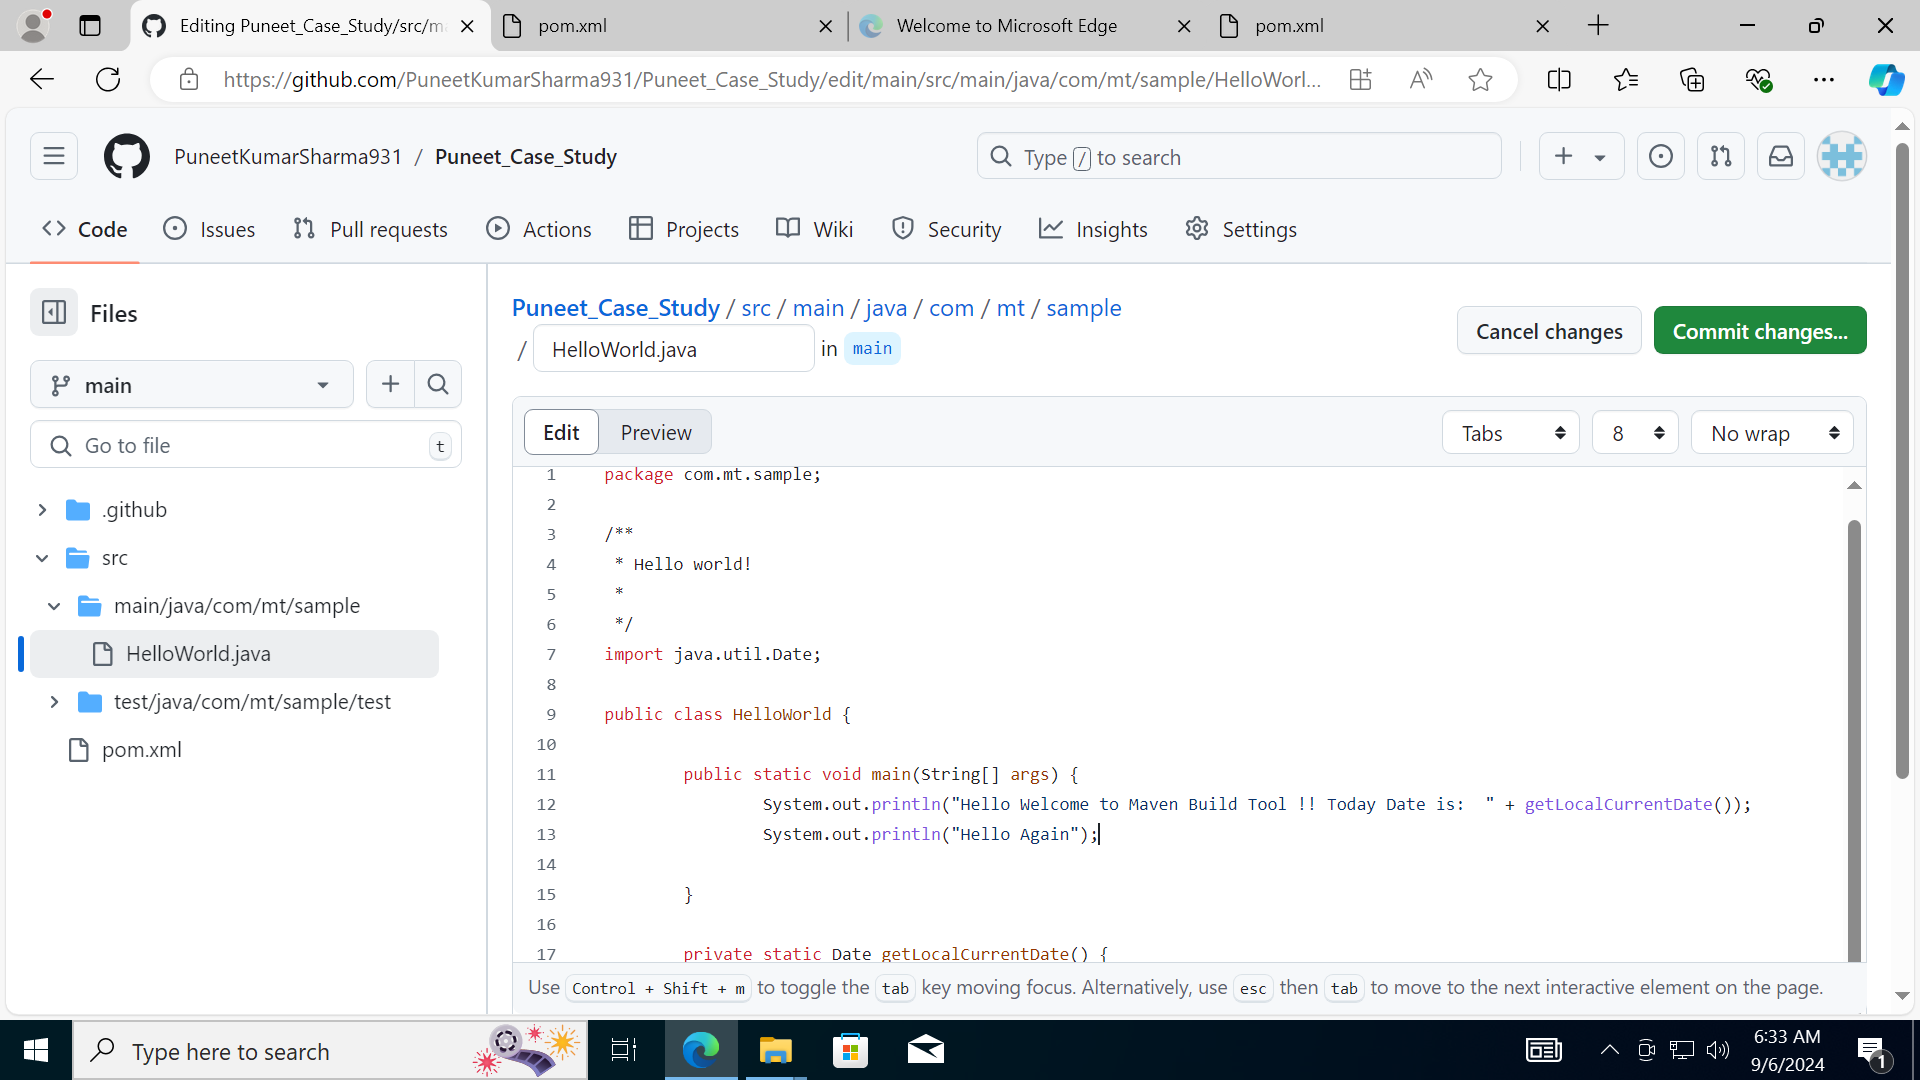 Editing Puneet_Case_Study/src/ma
pom.xml
Welcome to Microsoft Edge
pom.xml
https://github.com/PuneetKumarSharma931/Puneet_Case_Study/edit/main/src/main/java/com/mt/sample/HelloWorl...
PuneetKumarSharma931 / Puneet_Case_Study
Type / to search
Code
Issues
Pull requests
Actions
Projects
Wiki
Security
Insights
Settings
Files
main
Go to file
t
.github
src
main/java/com/mt/sample
HelloWorld.java
test/java/com/mt/sample/test
pom.xml
Puneet_Case_Study / src / main / java / com / mt / sample
/ HelloWorld.java in main
Cancel changes
Commit changes...
Edit
Preview
Tabs
8
No wrap
1 package com.mt.sample;
2
3 /**
4 * Hello world!
5 *
6 */
7 import java.util.Date;
8
9 public class HelloWorld {
10
11 public static void main(String[] args) {
12 System.out.println("Hello Welcome to Maven Build Tool !! Today Date is:  " + getLocalCurrentDate());
13 System.out.println("Hello Again");
14
15 }
16
17 private static Date getLocalCurrentDate() {
Use Control + Shift + m to toggle the tab key moving focus. Alternatively, use esc then tab to move to the next interactive element on the page.
Type here to search
6:33 AM
9/6/2024
1